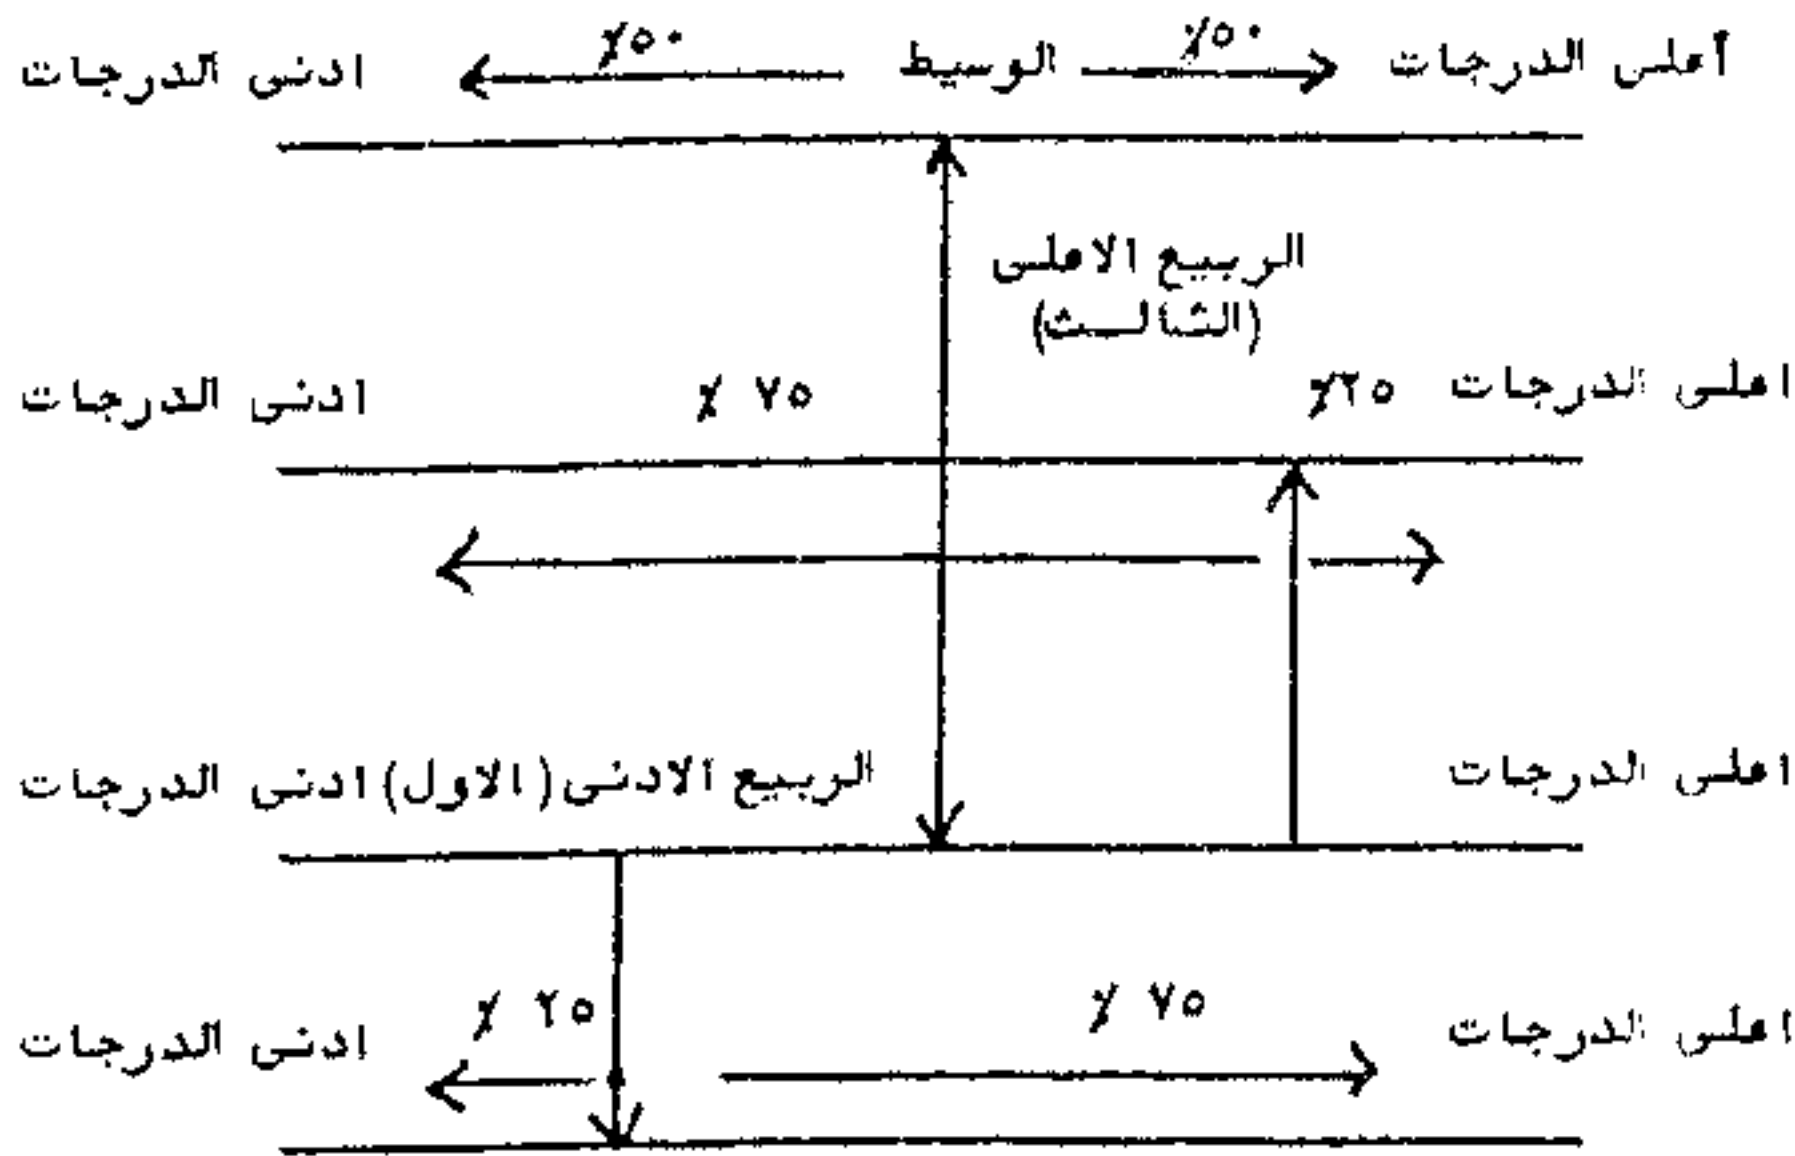 أعلى الدرجات ٥٠٪ الوسيط ٥٠٪ ادنى الدرجات
الربيع الاعلى
(الثالث)
اعلى الدرجات ٢٥٪ ٧٥ ٪ ادنى الدرجات
اعلى الدرجات الربيع الادنى (الاول) ادنى الدرجات
اعلى الدرجات ٧٥ ٪ ٢٥ ٪ ادنى الدرجات